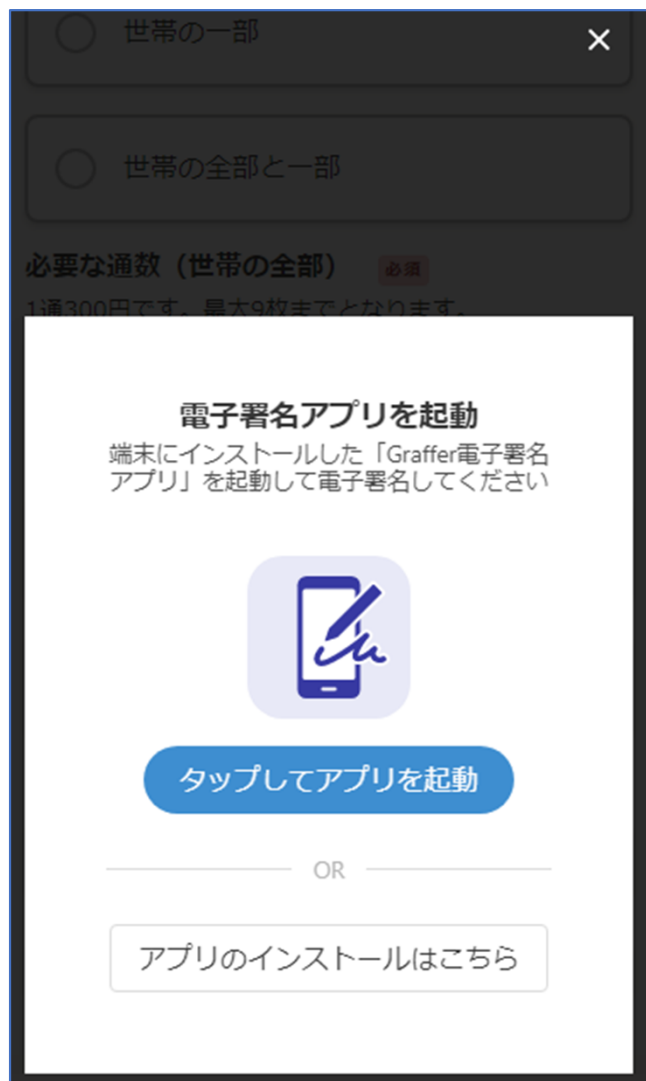 世帯の一部
世帯の全部と一部
必要な通数（世帯の全部） 必須
1通300円です。最大9枚までとなります。
電子署名アプリを起動
端末にインストールした「Graffer電子署名
アプリ」を起動して電子署名してください
タップしてアプリを起動
OR
アプリのインストールはこちら